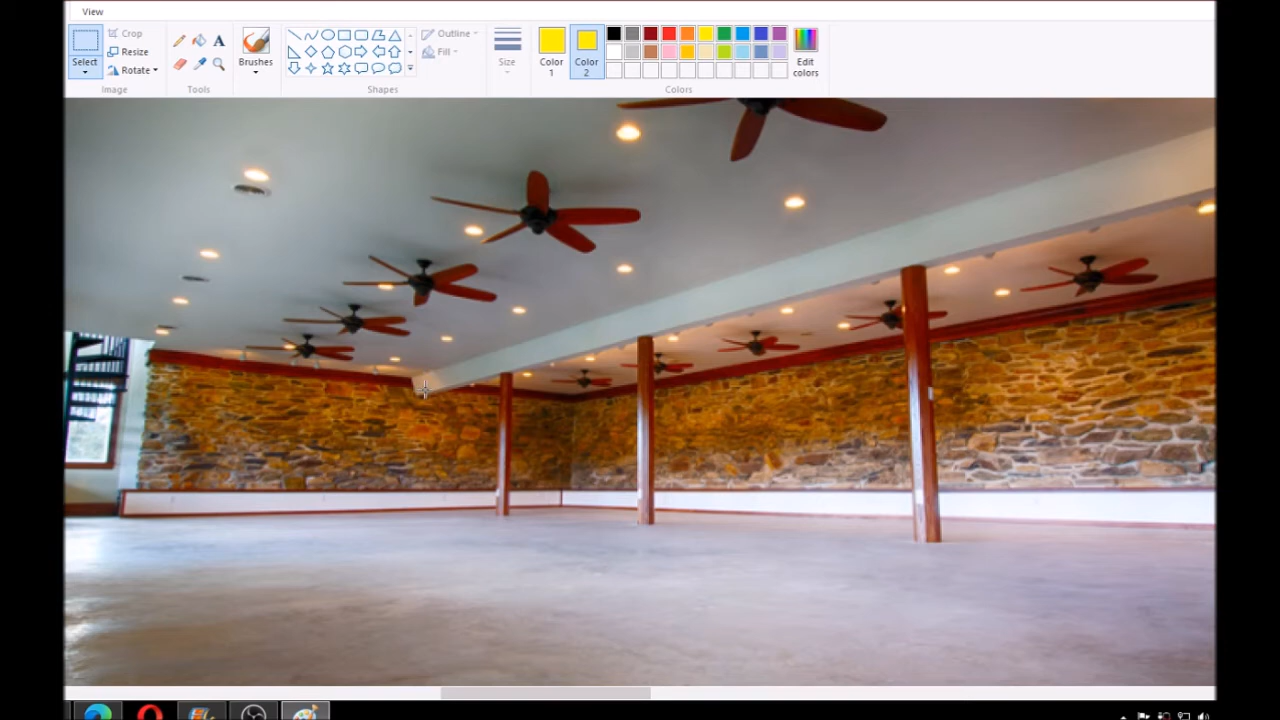 View
Crop
Resize
Rotate
Select
Image
Tools
Brushes
Shapes
Outline
Fill
Size
Color
1
Color
2
Edit
colors
Colors